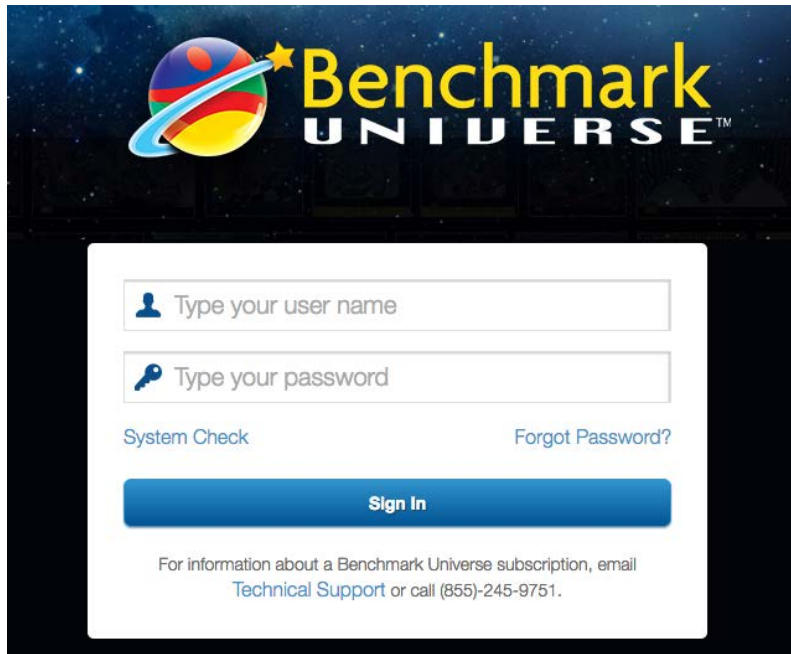 Benchmark
UNIVERSE™
Type your user name
Type your password
System Check
Forgot Password?
Sign In
For information about a Benchmark Universe subscription, email
Technical Support or call (855)-245-9751.